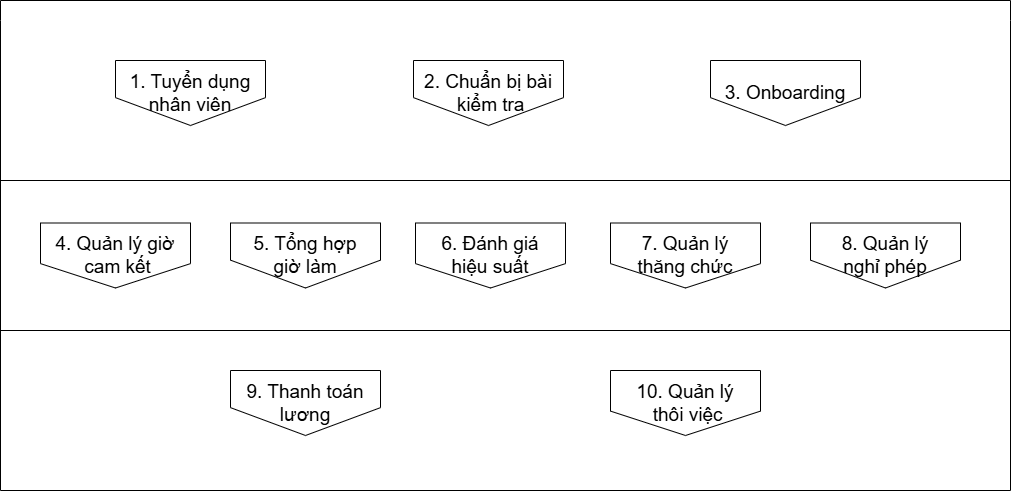 1. Tuyển dụng
nhân viên
2. Chuẩn bị bài
kiểm tra
3. Onboarding
4. Quản lý giờ
cam kết
5. Tổng hợp
giờ làm
6. Đánh giá
hiệu suất
7. Quản lý
thăng chức
8. Quản lý
nghỉ phép
9. Thanh toán
lương
10. Quản lý
thôi việc